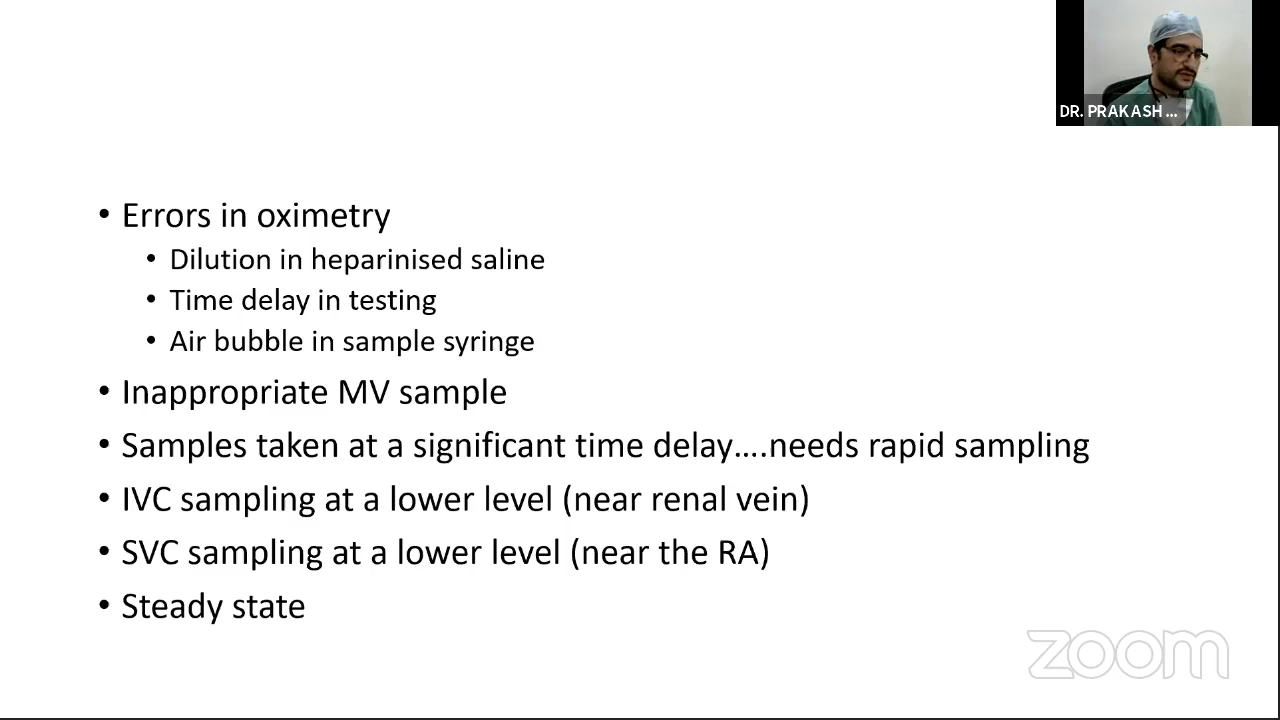 DR. PRAKASH ...
• Errors in oximetry
• Dilution in heparinised saline
• Time delay in testing
• Air bubble in sample syringe
• Inappropriate MV sample
• Samples taken at a significant time delay....needs rapid sampling
• IVC sampling at a lower level (near renal vein)
• SVC sampling at a lower level (near the RA)
• Steady state
zoom